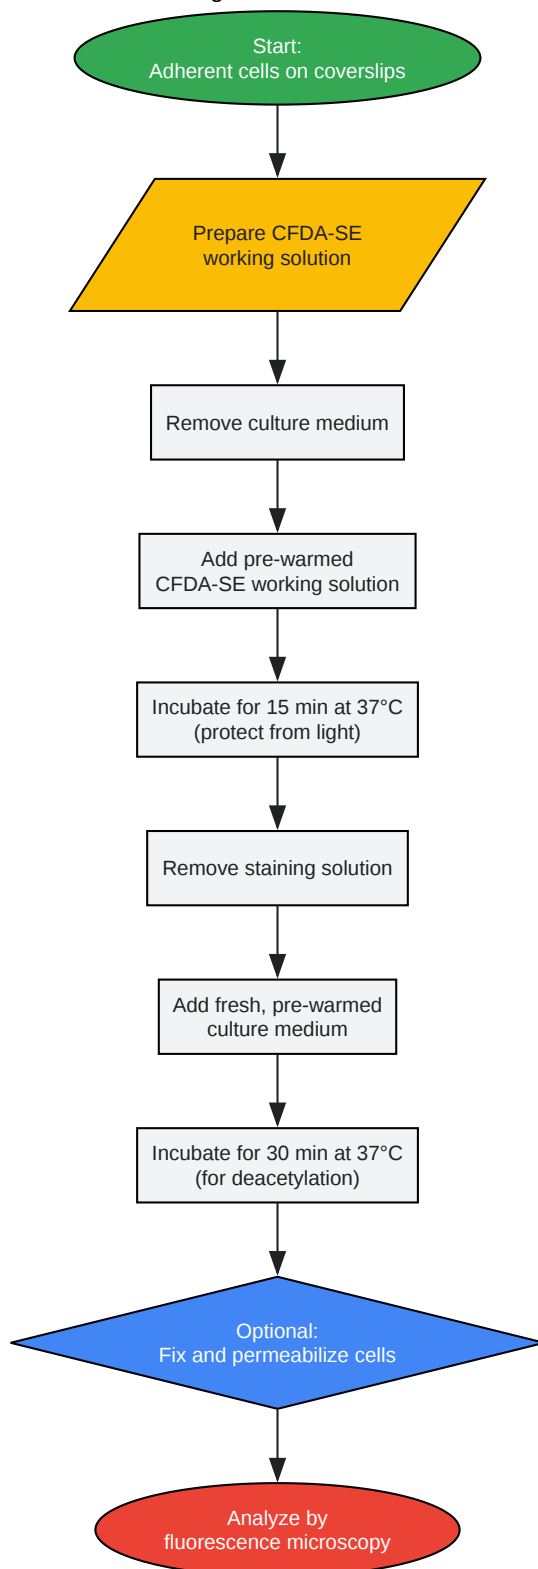 Start:
Adherent cells on coverslips
Prepare CFDA-SE
working solution
Remove culture medium
Add pre-warmed
CFDA-SE working solution
Incubate for 15 min at 37°C
(protect from light)
Remove staining solution
Add fresh, pre-warmed
culture medium
Incubate for 30 min at 37°C
(for deacetylation)
Optional:
Fix and permeabilize cells
Analyze by
fluorescence microscopy